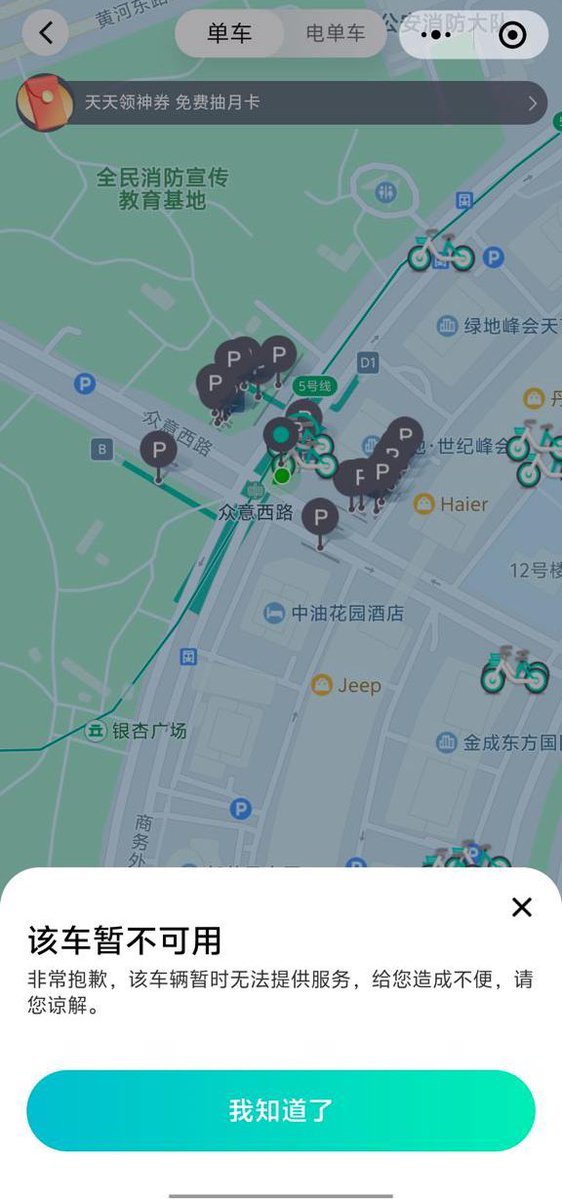 黄河东路
单车
电单车
公安消防大队
天天领神券 免费抽月卡
全民消防宣传
教育基地
P
绿地峰会天
D1
P
P
P
P
5号线
丹
众意西路
B
P
P
P
P
P
地·世纪峰会
Haier
众意西路
P
12号楼
中油花园酒店
Jeep
银杏广场
金成东方国
P
商务外
P
P
该车暂不可用
非常抱歉，该车辆暂时无法提供服务，给您造成不便，请
您谅解。
我知道了